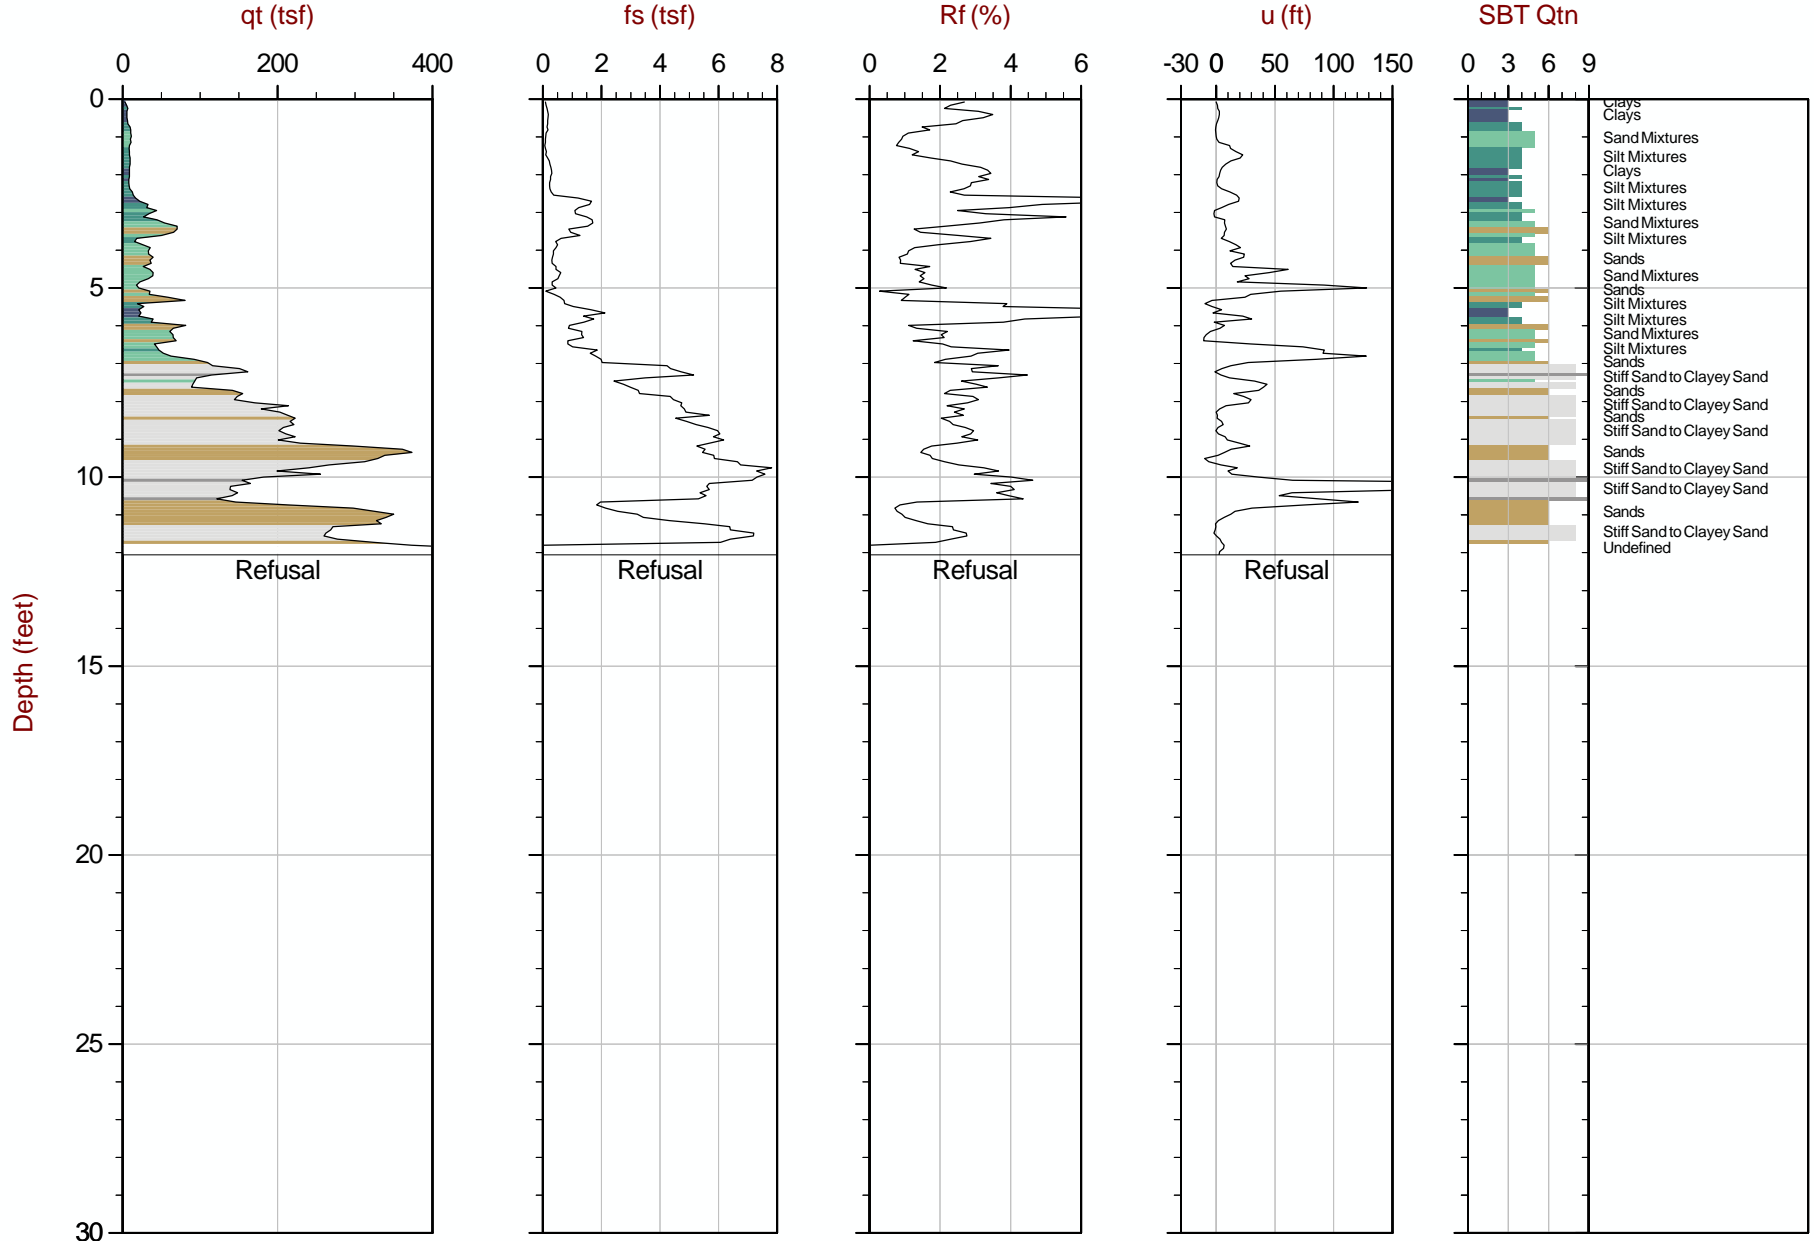 qt (tsf) fs (tsf) Rf (%) u (ft) SBT Qtn
0 200 400 0 2 4 6 8 0 2 4 6 -30 0 50 100 150 0 3 6 9
0
Clays
Clays
Sand Mixtures
Silt Mixtures
Clays
Silt Mixtures
Silt Mixtures
Sand Mixtures
Silt Mixtures
Sands
Sand Mixtures
5
Sands
Silt Mixtures
Silt Mixtures
Sand Mixtures
Silt Mixtures
Sands
Stiff Sand to Clayey Sand
Sands
Stiff Sand to Clayey Sand
Sands
Stiff Sand to Clayey Sand
Sands
Stiff Sand to Clayey Sand
10
Stiff Sand to Clayey Sand
Sands
Stiff Sand to Clayey Sand
Undefined
Refusal Refusal Refusal Refusal
Depth (feet)
15
20
25
30